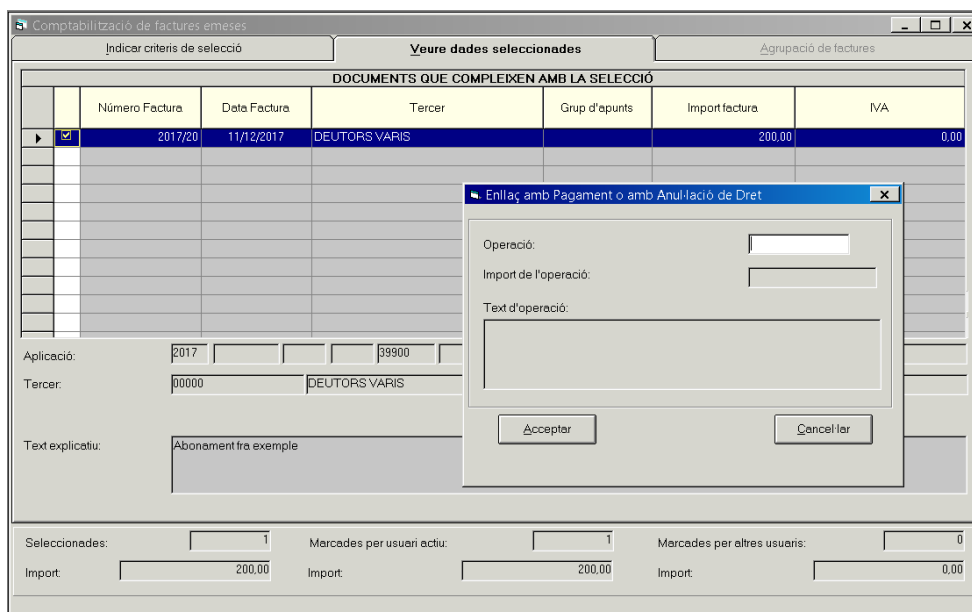 Comptabilització de factures emeses
Indicar criteris de selecció
Veure dades seleccionades
Agrupació de factures
DOCUMENTS QUE COMPLEIXEN AMB LA SELECCIÓ
Número Factura Data Factura Tercer Grup d'apunts Import factura IVA
2017/20 11/12/2017 DEUTORS VARIS 200,00 0,00
Enllaç amb Pagament o amb Anul·lació de Dret
Operació:
Import de l'operació:
Text d'operació:
Acceptar
Cancel·lar
Aplicació: 2017 39900
Tercer: 00000 DEUTORS VARIS
Text explicatiu: Abonament fra exemple
Seleccionades: 1 Marcades per usuari actiu: 1 Marcades per altres usuaris: 0
Import: 200,00 Import: 200,00 Import: 0,00